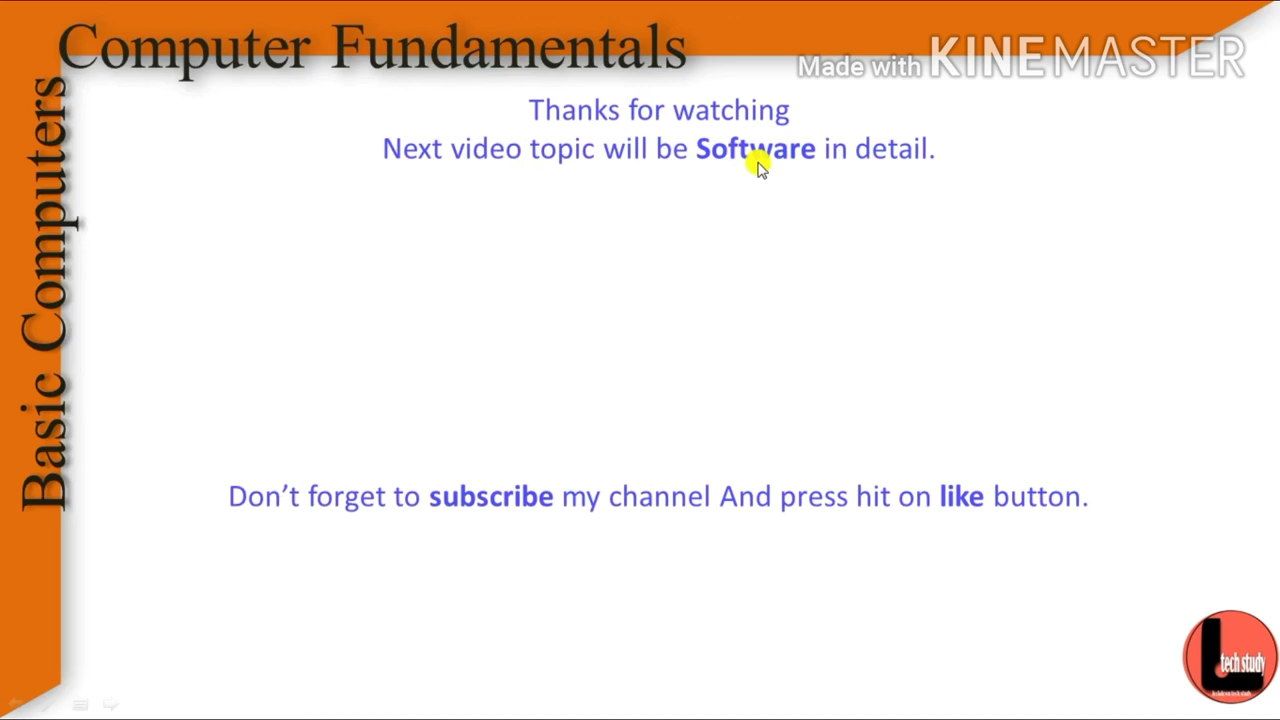 Computer Fundamentals
Made with KINEMASTER
Basic Computers
Thanks for watching
Next video topic will be Software in detail.
Don’t forget to subscribe my channel And press hit on like button.
L
tech study